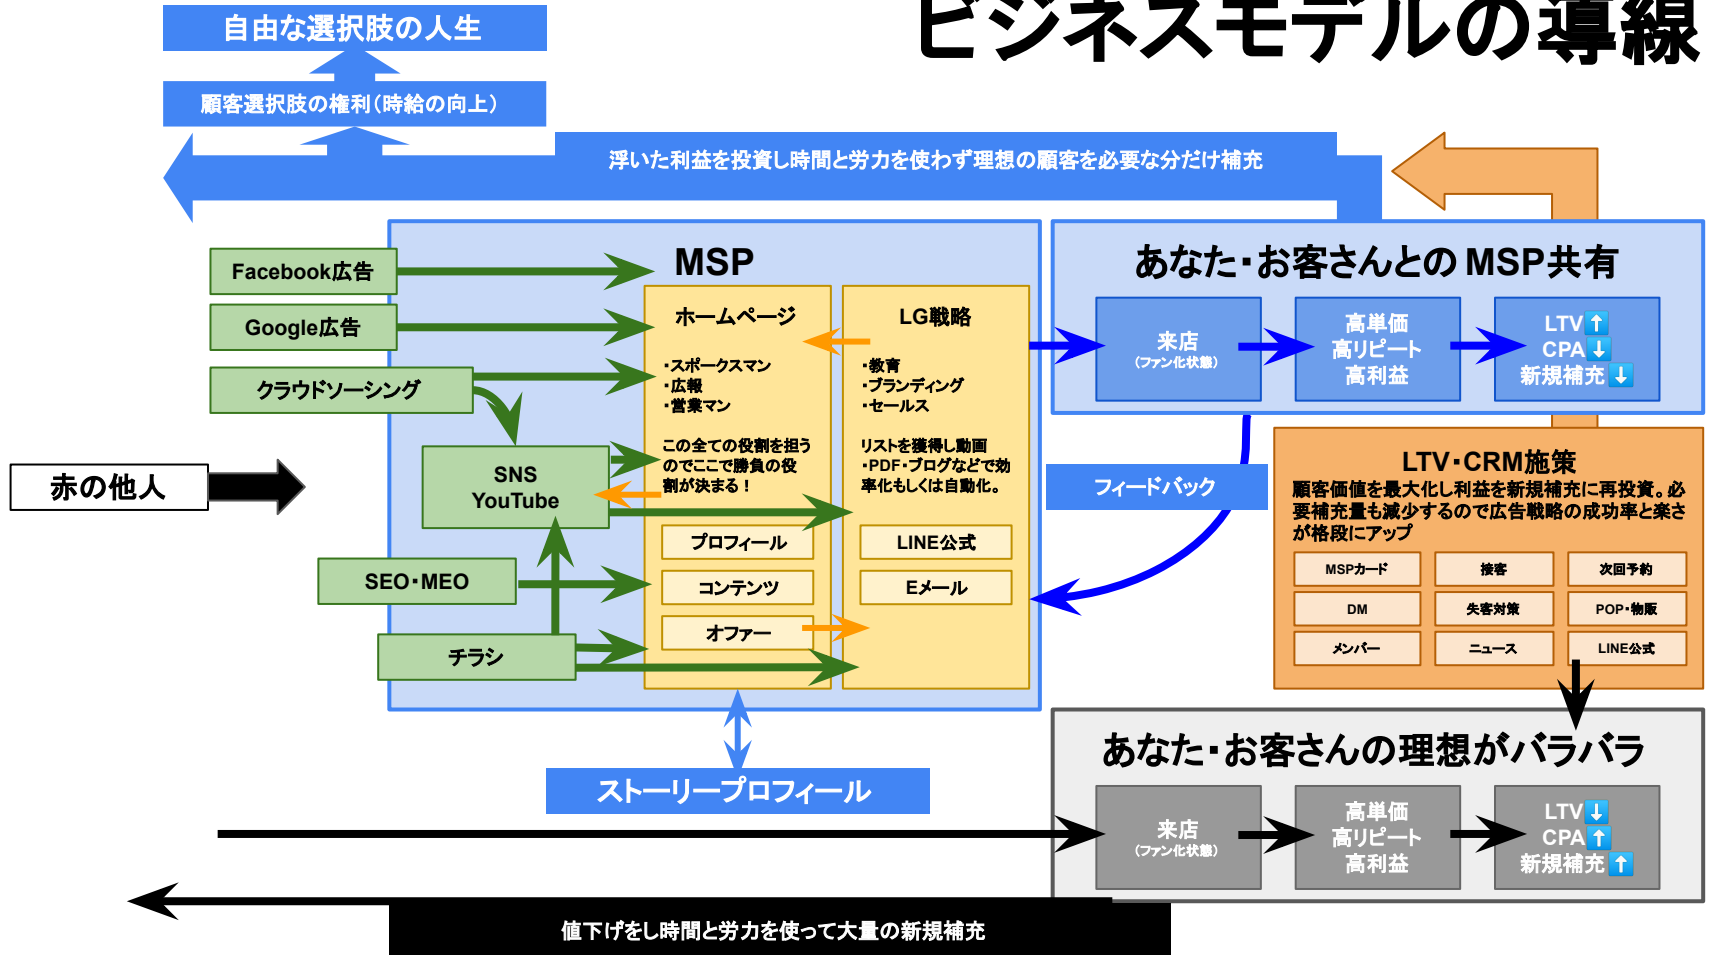 ビジネスモデルの導線
自由な選択肢の人生
顧客選択肢の権利(時給の向上)
浮いた利益を投資し時間と労力を使わず理想の顧客を必要な分だけ補充
MSP
Facebook広告
Google広告
クラウドソーシング
SNS
YouTube
SEO・MEO
チラシ
赤の他人
ホームページ
・スポークスマン
・広報
・営業マン
この全ての役割を担う
のでここで勝負の役
割が決まる！
プロフィール
コンテンツ
オファー
LG戦略
・教育
・ブランディング
・セールス
リストを獲得し動画
・PDF・ブログなどで効
率化もしくは自動化。
LINE公式
Eメール
ストーリープロフィール
あなた・お客さんとの MSP共有
来店
(ファン化状態)
高単価
高リピート
高利益
LTV⬆️
CPA⬇️
新規補充⬇️
フィードバック
LTV・CRM施策
顧客価値を最大化し利益を新規補充に再投資。必
要補充量も減少するので広告戦略の成功率と楽さ
が格段にアップ
MSPカード
接客
次回予約
DM
失客対策
POP・物販
メンバー
ニュース
LINE公式
あなた・お客さんの理想がバラバラ
来店
(ファン化状態)
高単価
高リピート
高利益
LTV⬇️
CPA⬆️
新規補充⬆️
値下げをし時間と労力を使って大量の新規補充